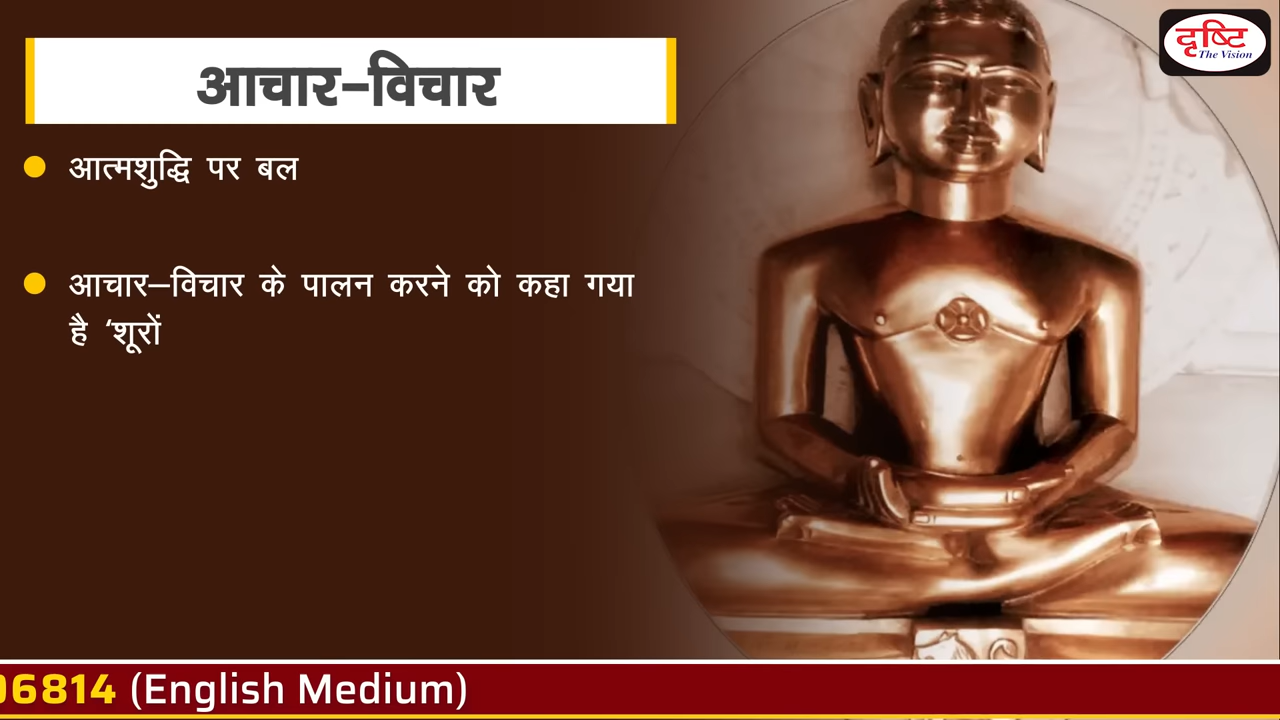 आचार–विचार
दृष्टि
The Vision
आत्मशुद्धि पर बल
आचार–विचार के पालन करने को कहा गया
है ‘शूरों
06814 (English Medium)